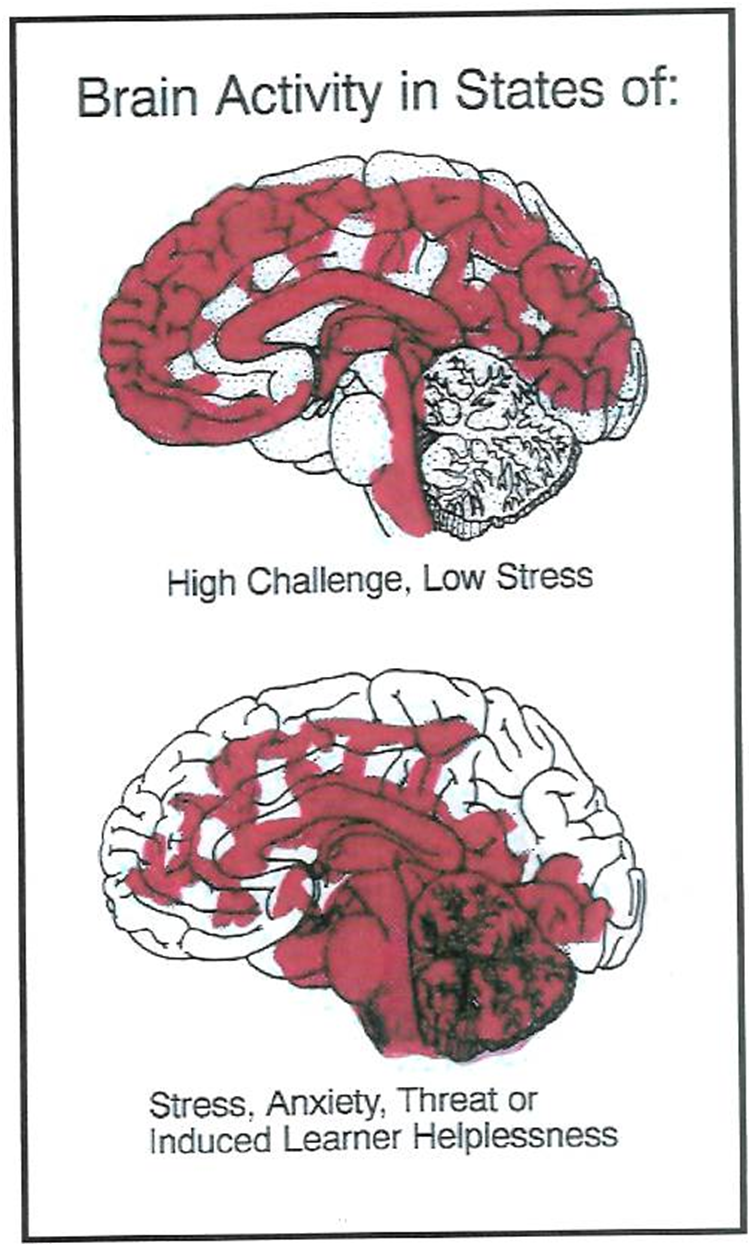 Brain Activity in States of:
High Challenge, Low Stress
Stress, Anxiety, Threat or
Induced Learner Helplessness